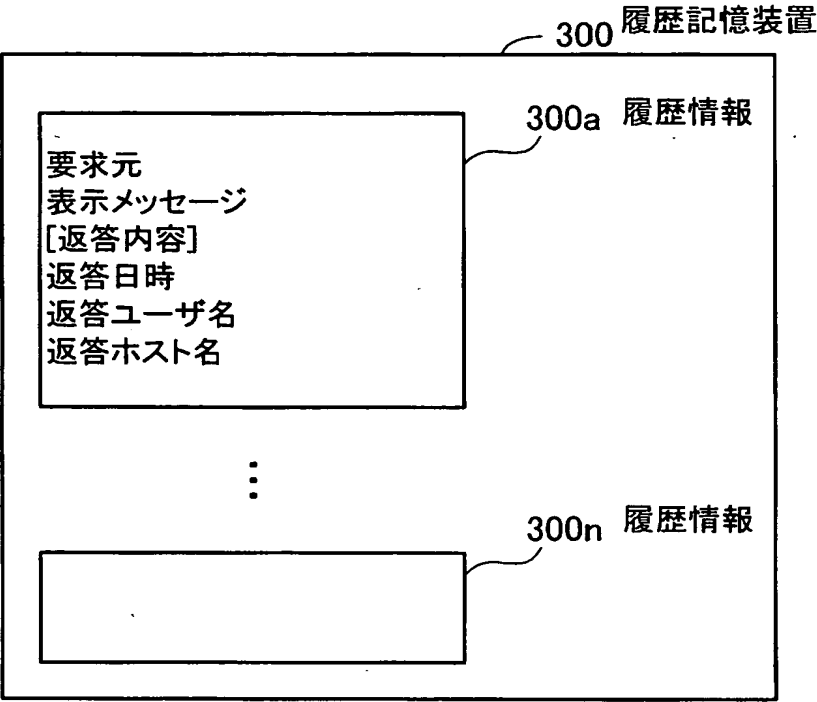 300 履歴記憶装置
300a 履歴情報
要求元
表示メッセージ
[返答内容]
返答日時
返答ユーザ名
返答ホスト名
300n 履歴情報